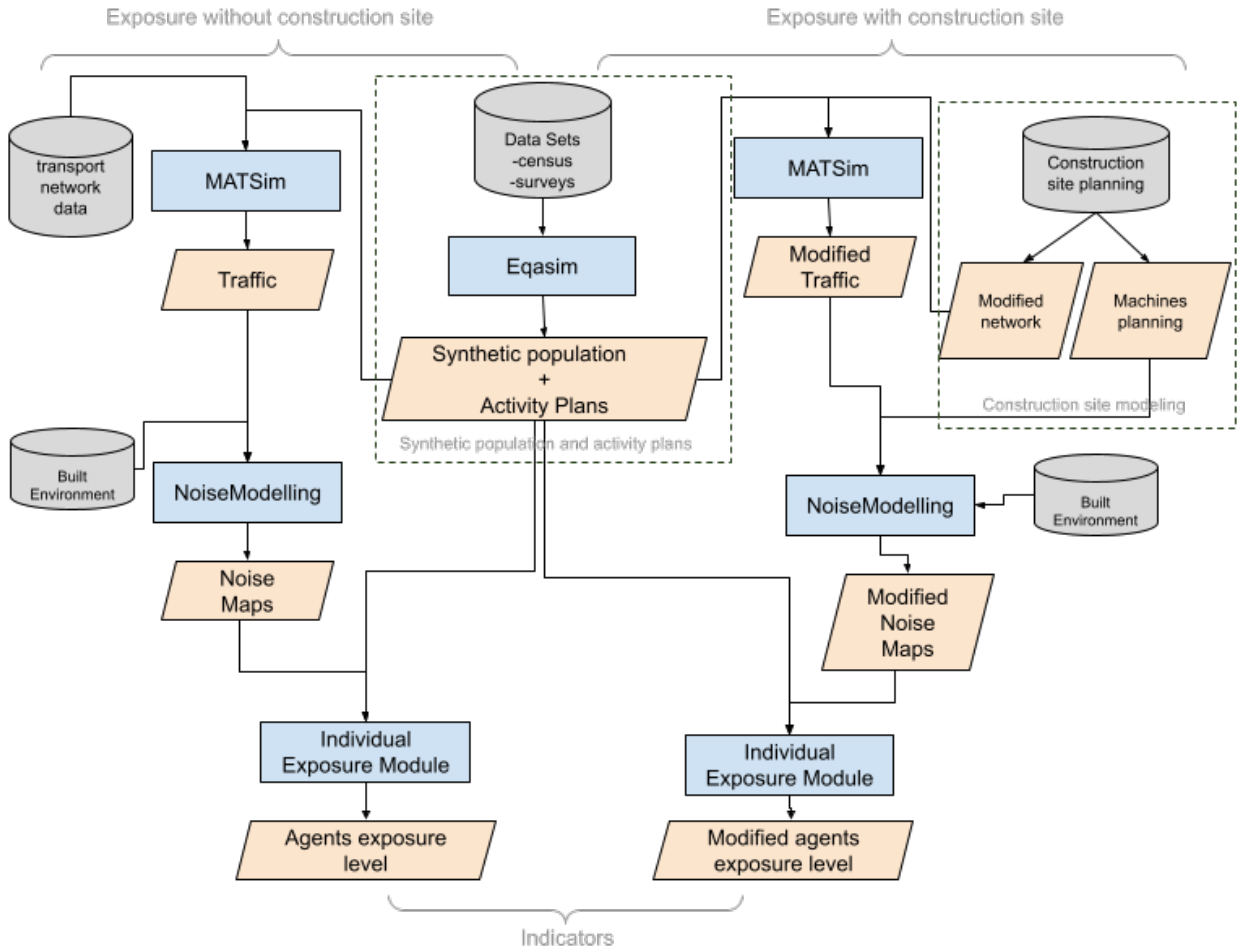 Exposure without construction site
Exposure with construction site
transport
network
data
MATSim
Traffic
Data Sets
-census
-surveys
Eqasim
Synthetic population
+
Activity Plans
Synthetic population and activity plans
MATSim
Modified
Traffic
Construction
site planning
Modified
network
Machines
planning
Construction site modeling
Built
Environment
NoiseModelling
Noise
Maps
NoiseModelling
Built
Environment
Modified
Noise
Maps
Individual
Exposure Module
Agents exposure
level
Individual
Exposure Module
Modified agents
exposure level
Indicators